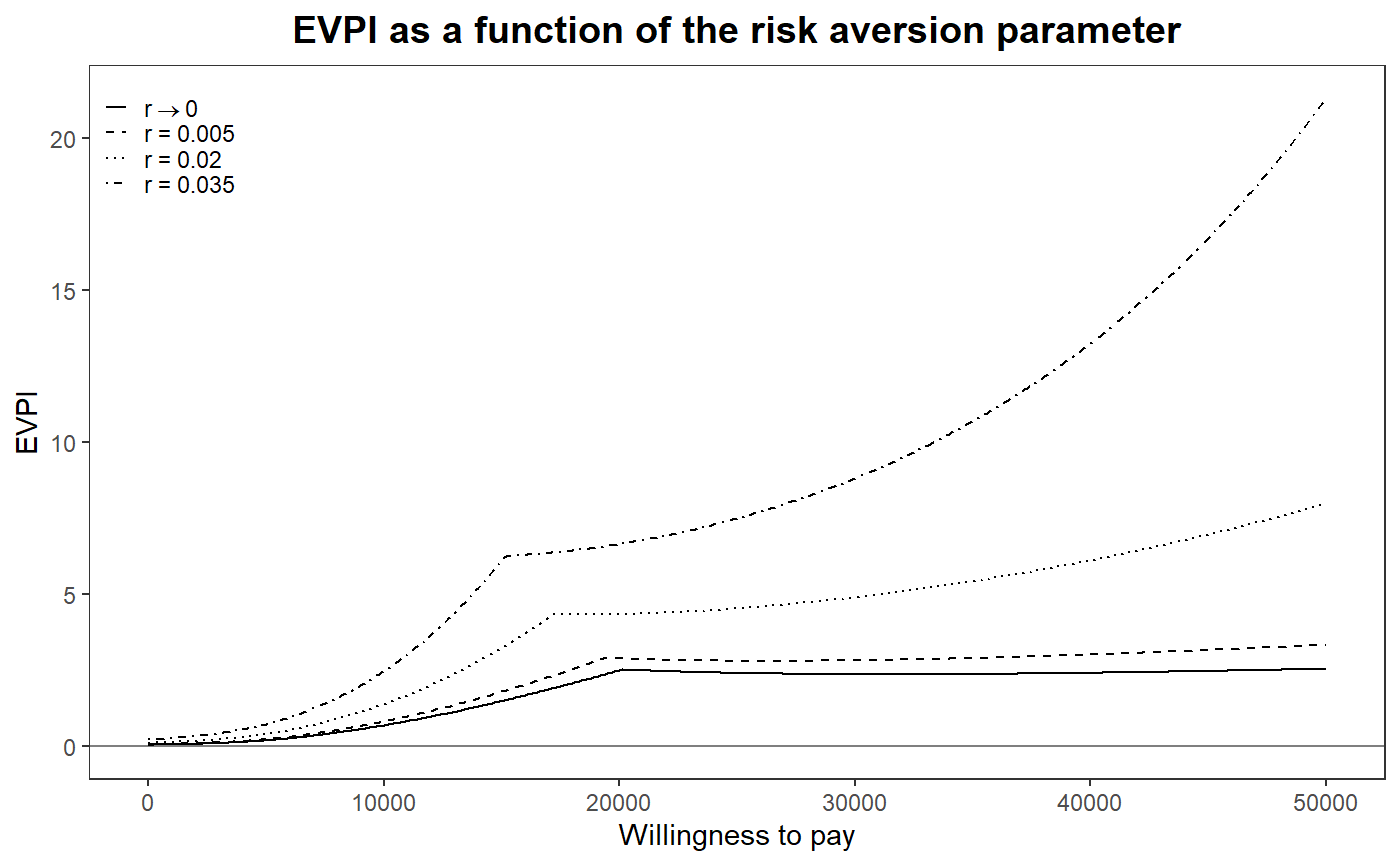 EVPI as a function of the risk aversion parameter
r → 0
r = 0.005
r = 0.02
r = 0.035
20
15
10
5
0
EVPI
0 10000 20000 30000 40000 50000
Willingness to pay